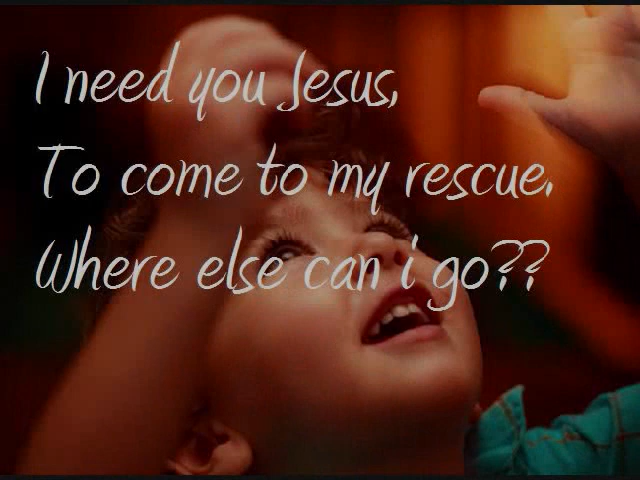 I need you Jesus,
To come to my rescue.
Where else can i go??